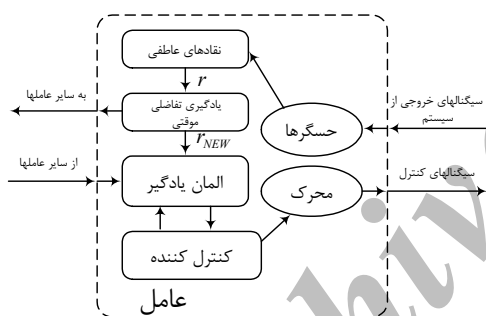 نقادهای عاطفی
r
به سایر عاملها
یادگیری تفاضلی
موقتی
سیگنالهای خروجی از
سیستم
حسگرها
r_NEW
از سایر عاملها
المان یادگیر
سیگنالهای کنترل
محرک
کنترل کننده
عامل
hiv